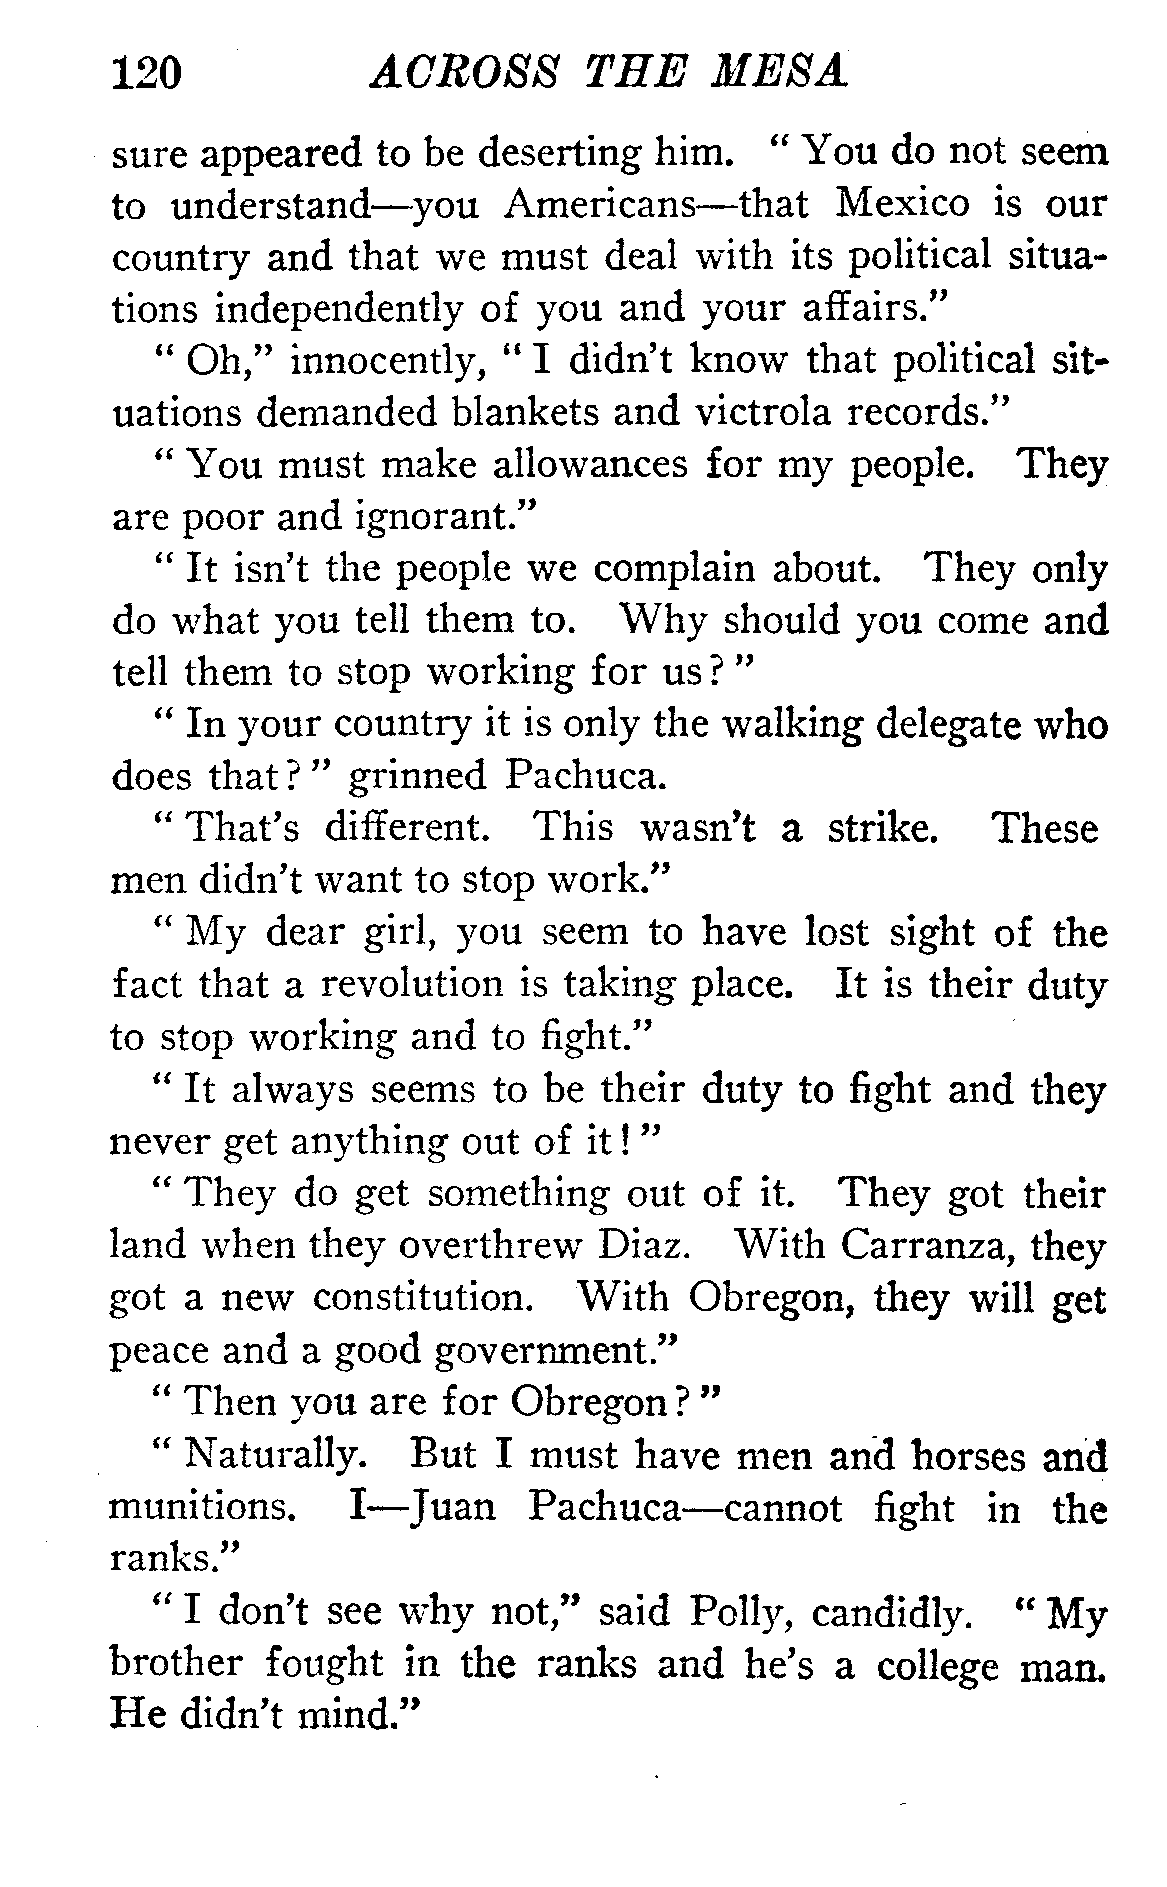 120 ACROSS THE MESA
sure appeared to be deserting him. “ You do not seem
to understand—you Americans—that Mexico is our
country and that we must deal with its political situa-
tions independently of you and your affairs.”
“ Oh,” innocently, “ I didn’t know that political sit-
uations demanded blankets and victrola records.”
“ You must make allowances for my people. They
are poor and ignorant.”
“ It isn’t the people we complain about. They only
do what you tell them to. Why should you come and
tell them to stop working for us? ”
“ In your country it is only the walking delegate who
does that? ” grinned Pachuca.
“ That’s different. This wasn’t a strike. These
men didn’t want to stop work.”
“ My dear girl, you seem to have lost sight of the
fact that a revolution is taking place. It is their duty
to stop working and to fight.”
“ It always seems to be their duty to fight and they
never get anything out of it! ”
“ They do get something out of it. They got their
land when they overthrew Diaz. With Carranza, they
got a new constitution. With Obregon, they will get
peace and a good government.”
“ Then you are for Obregon? ”
“ Naturally. But I must have men and horses and
munitions. I—Juan Pachuca—cannot fight in the
ranks.”
“ I don’t see why not,” said Polly, candidly. “ My
brother fought in the ranks and he’s a college man.
He didn’t mind.”